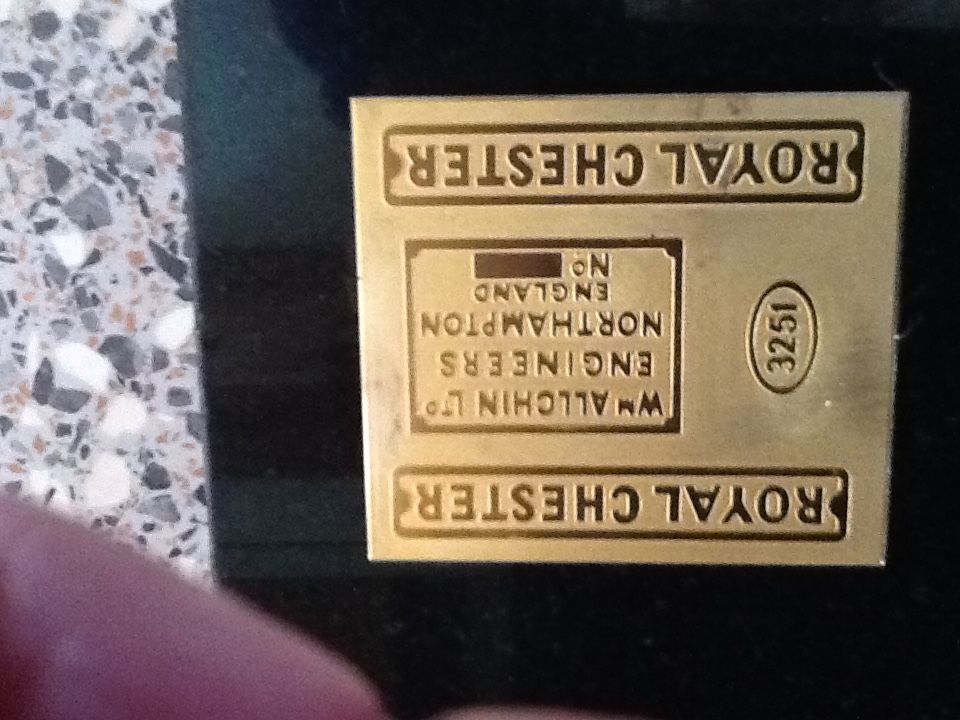 ROYAL CHESTER
Wᴹ ALLCHIN Lᵀᴰ
ENGINEERS
NORTHAMPTON
ENGLAND
Nº
3251
ROYAL CHESTER